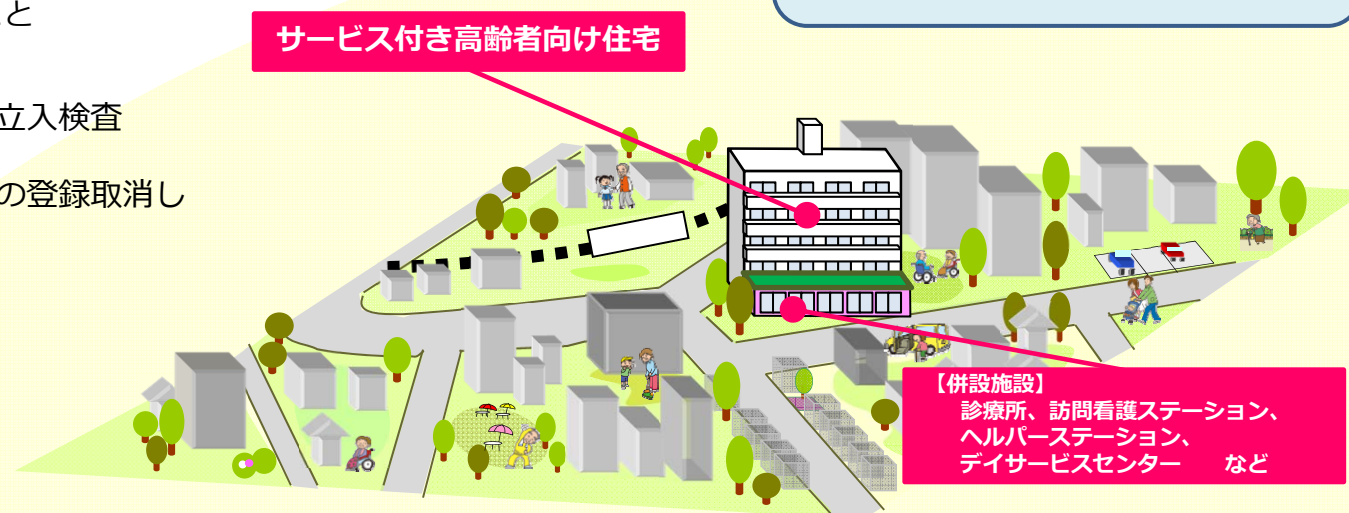 こと
サービス付き高齢者向け住宅
立入検査
の登録取消し
【併設施設】
診療所、訪問看護ステーション、
ヘルパーステーション、
デイサービスセンター　　など